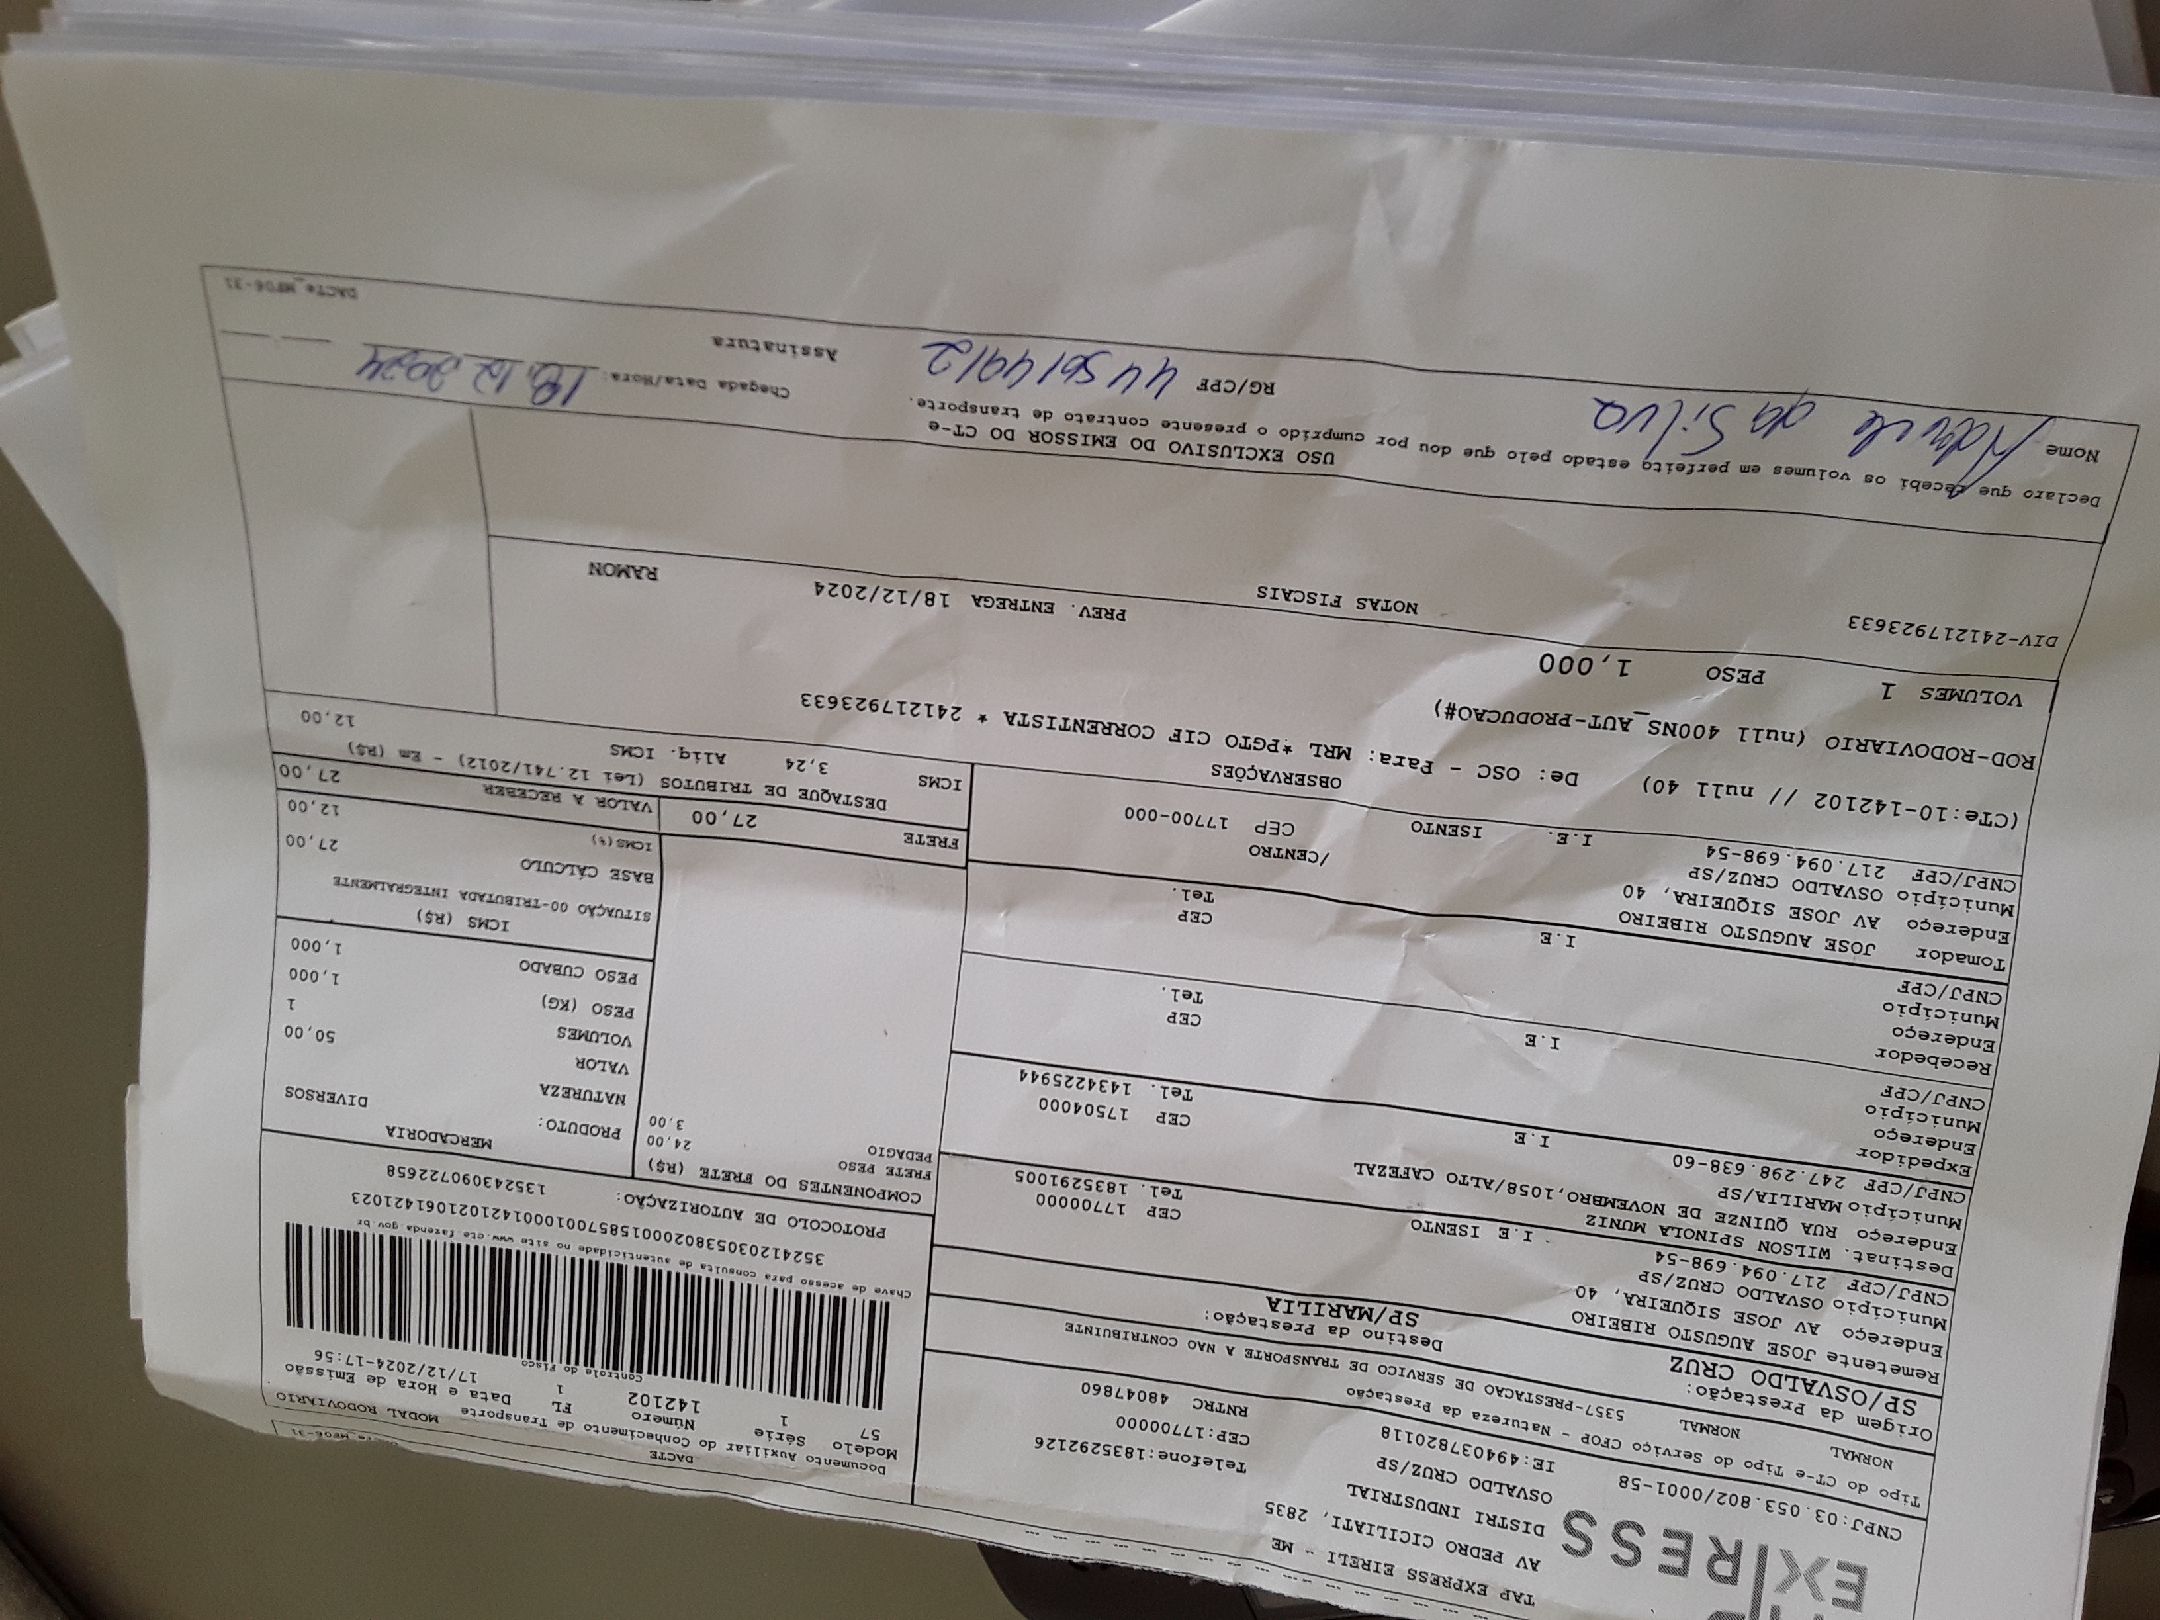 EXPRESS
TAP EXPRESS EIRELI - ME
AV PEDRO CICILIATI, 2835
DISTRI INDUSTRIAL
OSVALDO CRUZ/SP
CNPJ:03.053.802/0001-58 IE:494037820118
Telefone:1835292126
CEP:17700000
RNTRC 48047860
Tipo do CT-e Tipo do Serviço CFOP - Natureza da Prestação
NORMAL NORMAL 5357-PRESTACAO DE SERVICO DE TRANSPORTE A NAO CONTRIBUINTE
Origem da Prestação: Destino da Prestação:
SP/OSVALDO CRUZ SP/MARILIA
DACTE
Documento Auxiliar do Conhecimento de Transporte MODAL RODOVIARIO
Modelo Série Número FL Data e Hora de Emissão
57 1 142102 1 17/12/2024-17:56
Controle do Fisco
Chave de acesso para consulta de autenticidade no site www.cte.fazenda.gov.br
35241203053802000158570010001421021061421023
PROTOCOLO DE AUTORIZAÇÃO: 135243090722658
Remetente JOSE AUGUSTO RIBEIRO
Endereço AV JOSE SIQUEIRA, 40
Município OSVALDO CRUZ/SP CEP 17700000
CNPJ/CPF 217.094.698-54 I.E ISENTO Tel. 1835291005
Destinat. WILSON SPINOLA MUNIZ
Endereço RUA QUINZE DE NOVEMBRO,1058/ALTO CAFEZAL
Município MARILIA/SP CEP 17504000
CNPJ/CPF 247.298.638-60 I.E Tel. 1434225944
Expedidor
Endereço
Município CEP
CNPJ/CPF I.E Tel.
Recebedor
Endereço
Município CEP
CNPJ/CPF I.E Tel.
Tomador JOSE AUGUSTO RIBEIRO
Endereço AV JOSE SIQUEIRA, 40 /CENTRO
Município OSVALDO CRUZ/SP CEP 17700-000
CNPJ/CPF 217.094.698-54 I.E. ISENTO
COMPONENTES DO FRETE (R$)
FRETE PESO 24,00
PEDAGIO 3,00
FRETE 27,00
MERCADORIA
PRODUTO: DIVERSOS
NATUREZA
VALOR 50,00
VOLUMES 1
PESO (KG) 1,000
PESO CUBADO 1,000
ICMS (R$)
SITUAÇÃO 00-TRIBUTADA INTEGRALMENTE
BASE CÁLCULO 27,00
ICMS(%) 12,00
VALOR A RECEBER 27,00
DESTAQUE DE TRIBUTOS (Lei 12.741/2012) - Em (R$)
ICMS 3,24 Aliq. ICMS 12,00
OBSERVAÇÕES
(CTe:10-142102 // null 40) De: OSC - Para: MRL *PGTO CIF CORRENTISTA * 241217923633
ROD-RODOVIARIO (null 400NS_AUT-PRODUCAO#)
VOLUMES 1 PESO 1,000
NOTAS FISCAIS PREV. ENTREGA 18/12/2024 RAMON
DIV-241217923633
USO EXCLUSIVO DO EMISSOR DO CT-e
Declaro que recebi os volumes em perfeito estado pelo que dou por cumprido o presente contrato de transporte.
Nome da Silva RG/CPF Assinatura Chegada Data/Hora: 18.12.2024
DACTe_MF06-31